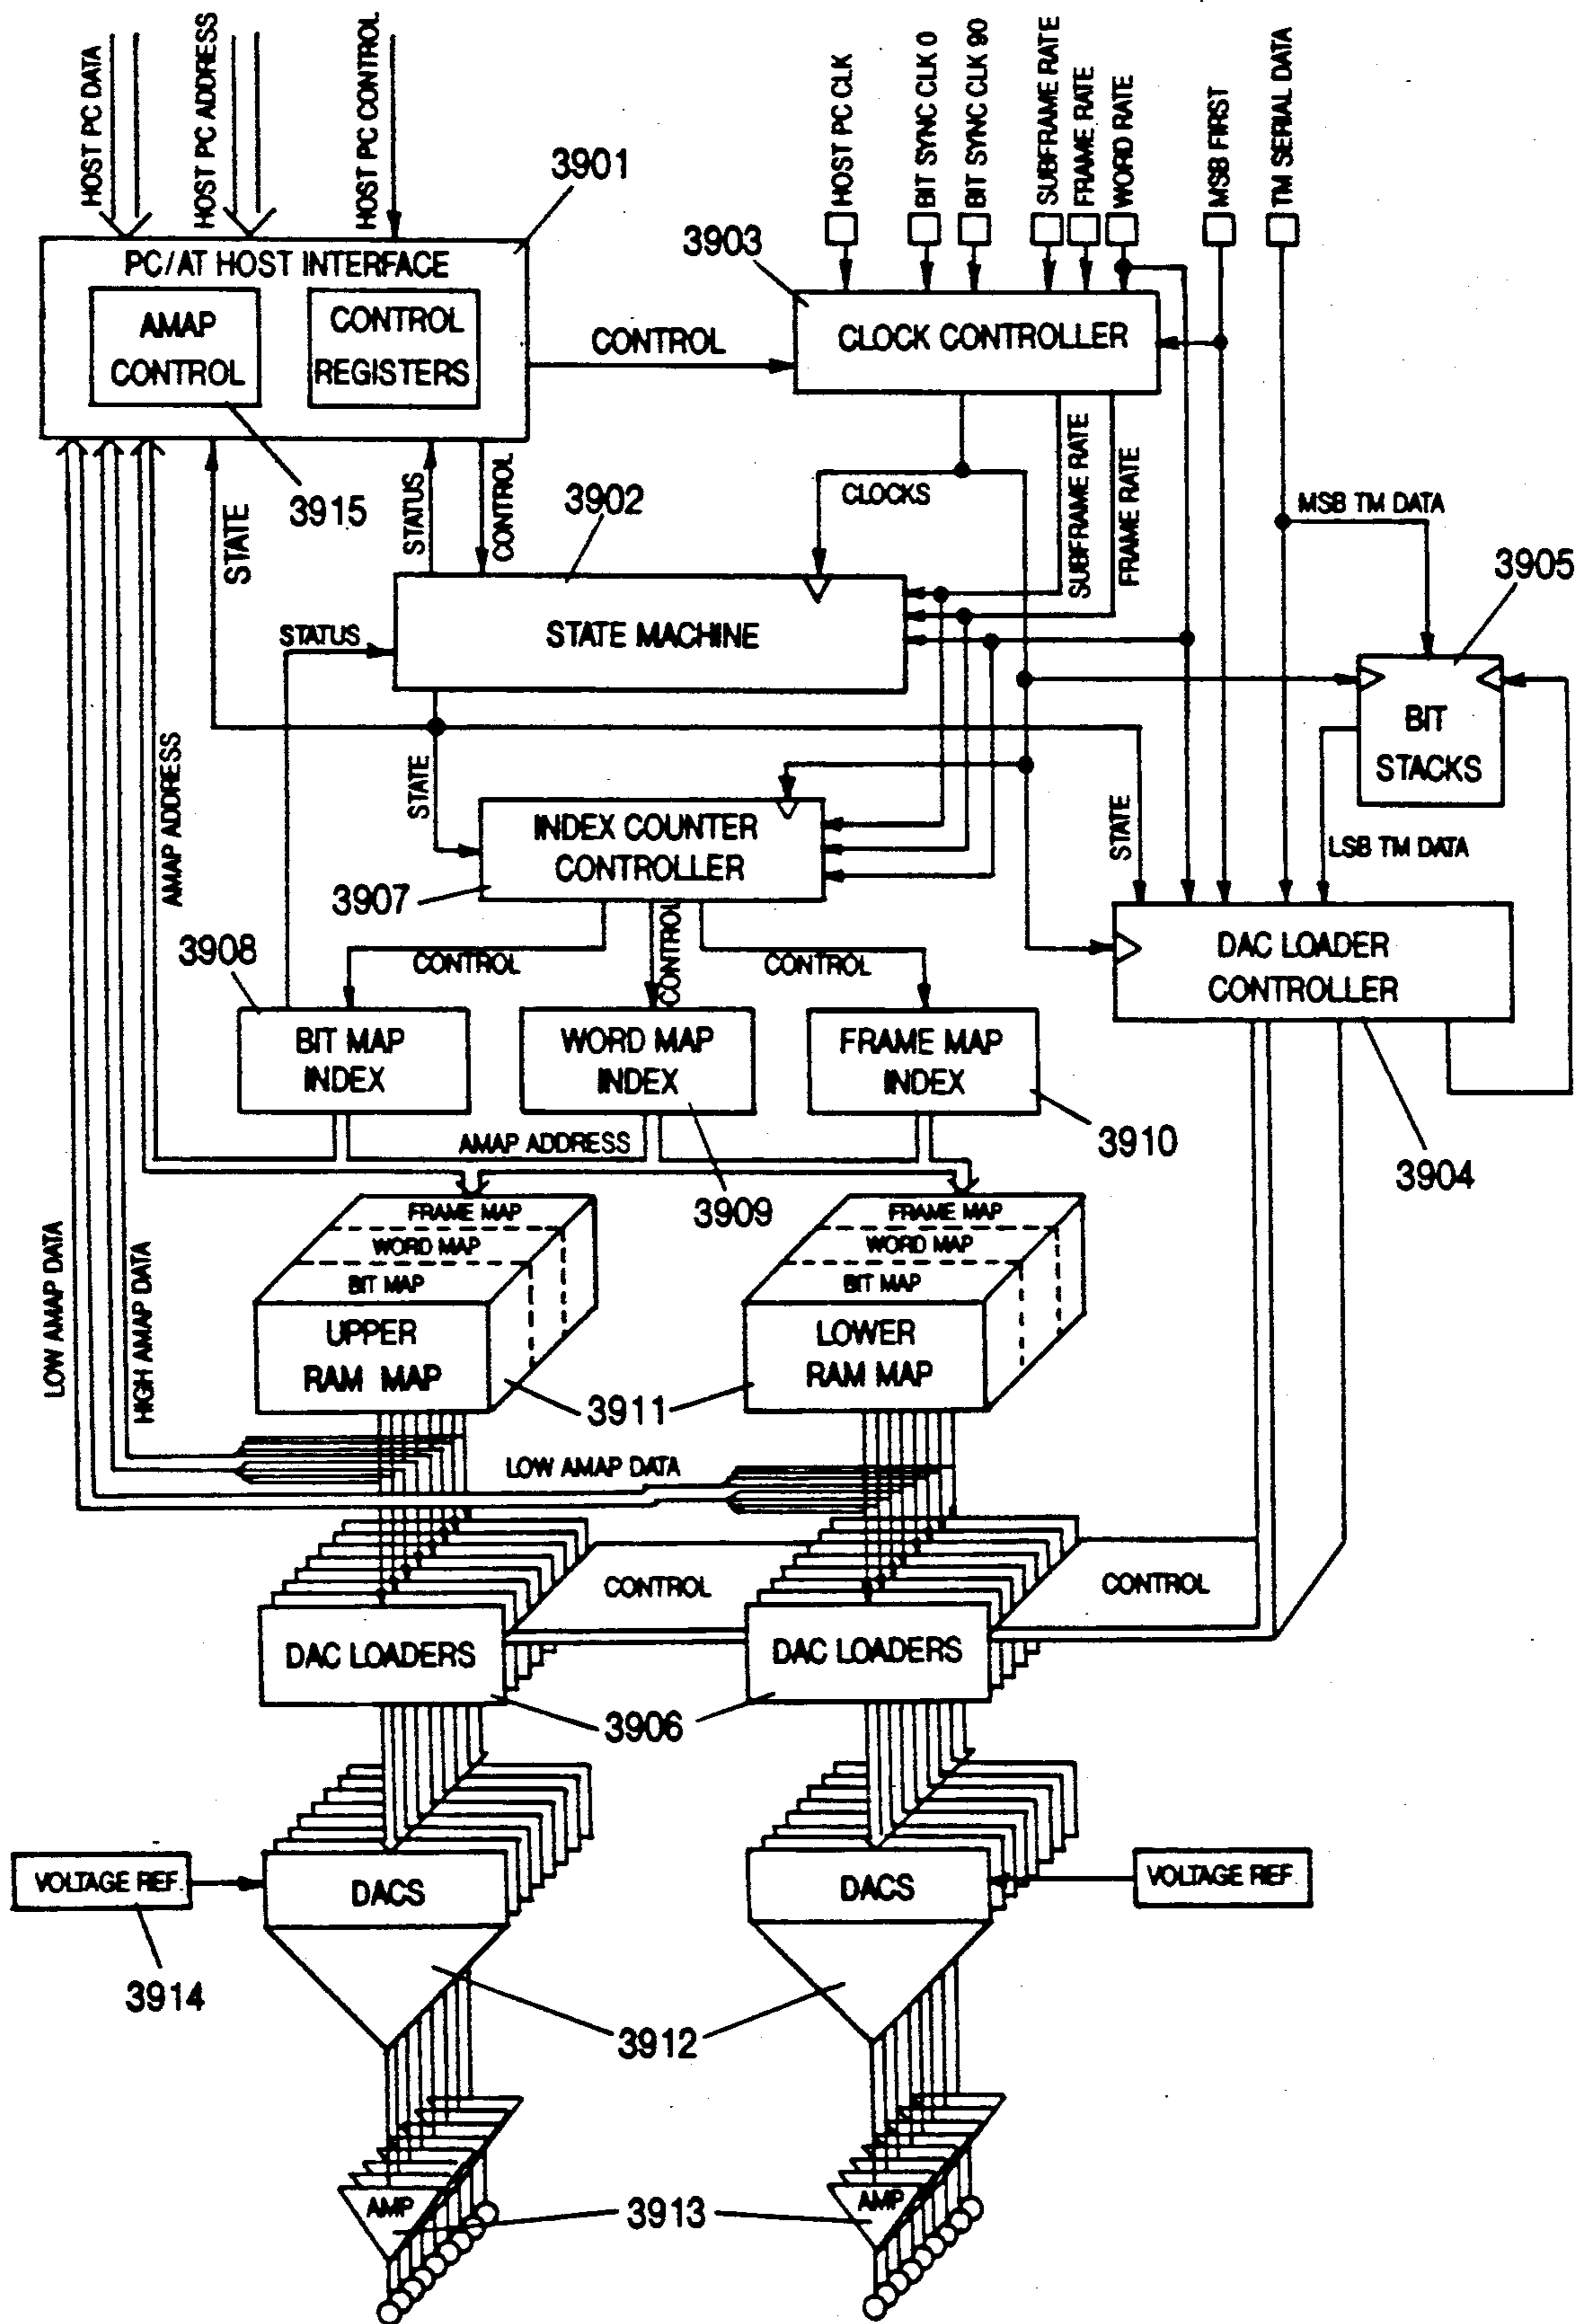 HOST PC DATA
HOST PC ADDRESS
HOST PC CONTROL
HOST PC CLK
BIT SYNC CLK 0
BIT SYNC CLK 90
SUBFRAME RATE
FRAME RATE
WORD RATE
MSB FIRST
TM SERIAL DATA
3901
3903
PC/AT HOST INTERFACE
AMAP
CONTROL
CONTROL
REGISTERS
CONTROL
CLOCK CONTROLLER
3915
STATE
STATUS
CONTROL
3902
CLOCKS
SUBFRAME RATE
FRAME RATE
MSB TM DATA
3905
STATUS
STATE MACHINE
BIT
STACKS
AMAP ADDRESS
STATE
INDEX COUNTER
CONTROLLER
3907
STATE
LSB TM DATA
3908
CONTROL
CONTROL
CONTROL
DAC LOADER
CONTROLLER
BIT MAP
INDEX
WORD MAP
INDEX
FRAME MAP
INDEX
AMAP ADDRESS
3910
3904
3909
LOW AMAP DATA
HIGH AMAP DATA
FRAME MAP
WORD MAP
BIT MAP
UPPER
RAM MAP
FRAME MAP
WORD MAP
BIT MAP
LOWER
RAM MAP
3911
LOW AMAP DATA
CONTROL
CONTROL
DAC LOADERS
DAC LOADERS
3906
VOLTAGE REF.
DACS
DACS
VOLTAGE REF
3914
3912
AMP
3913
AMP